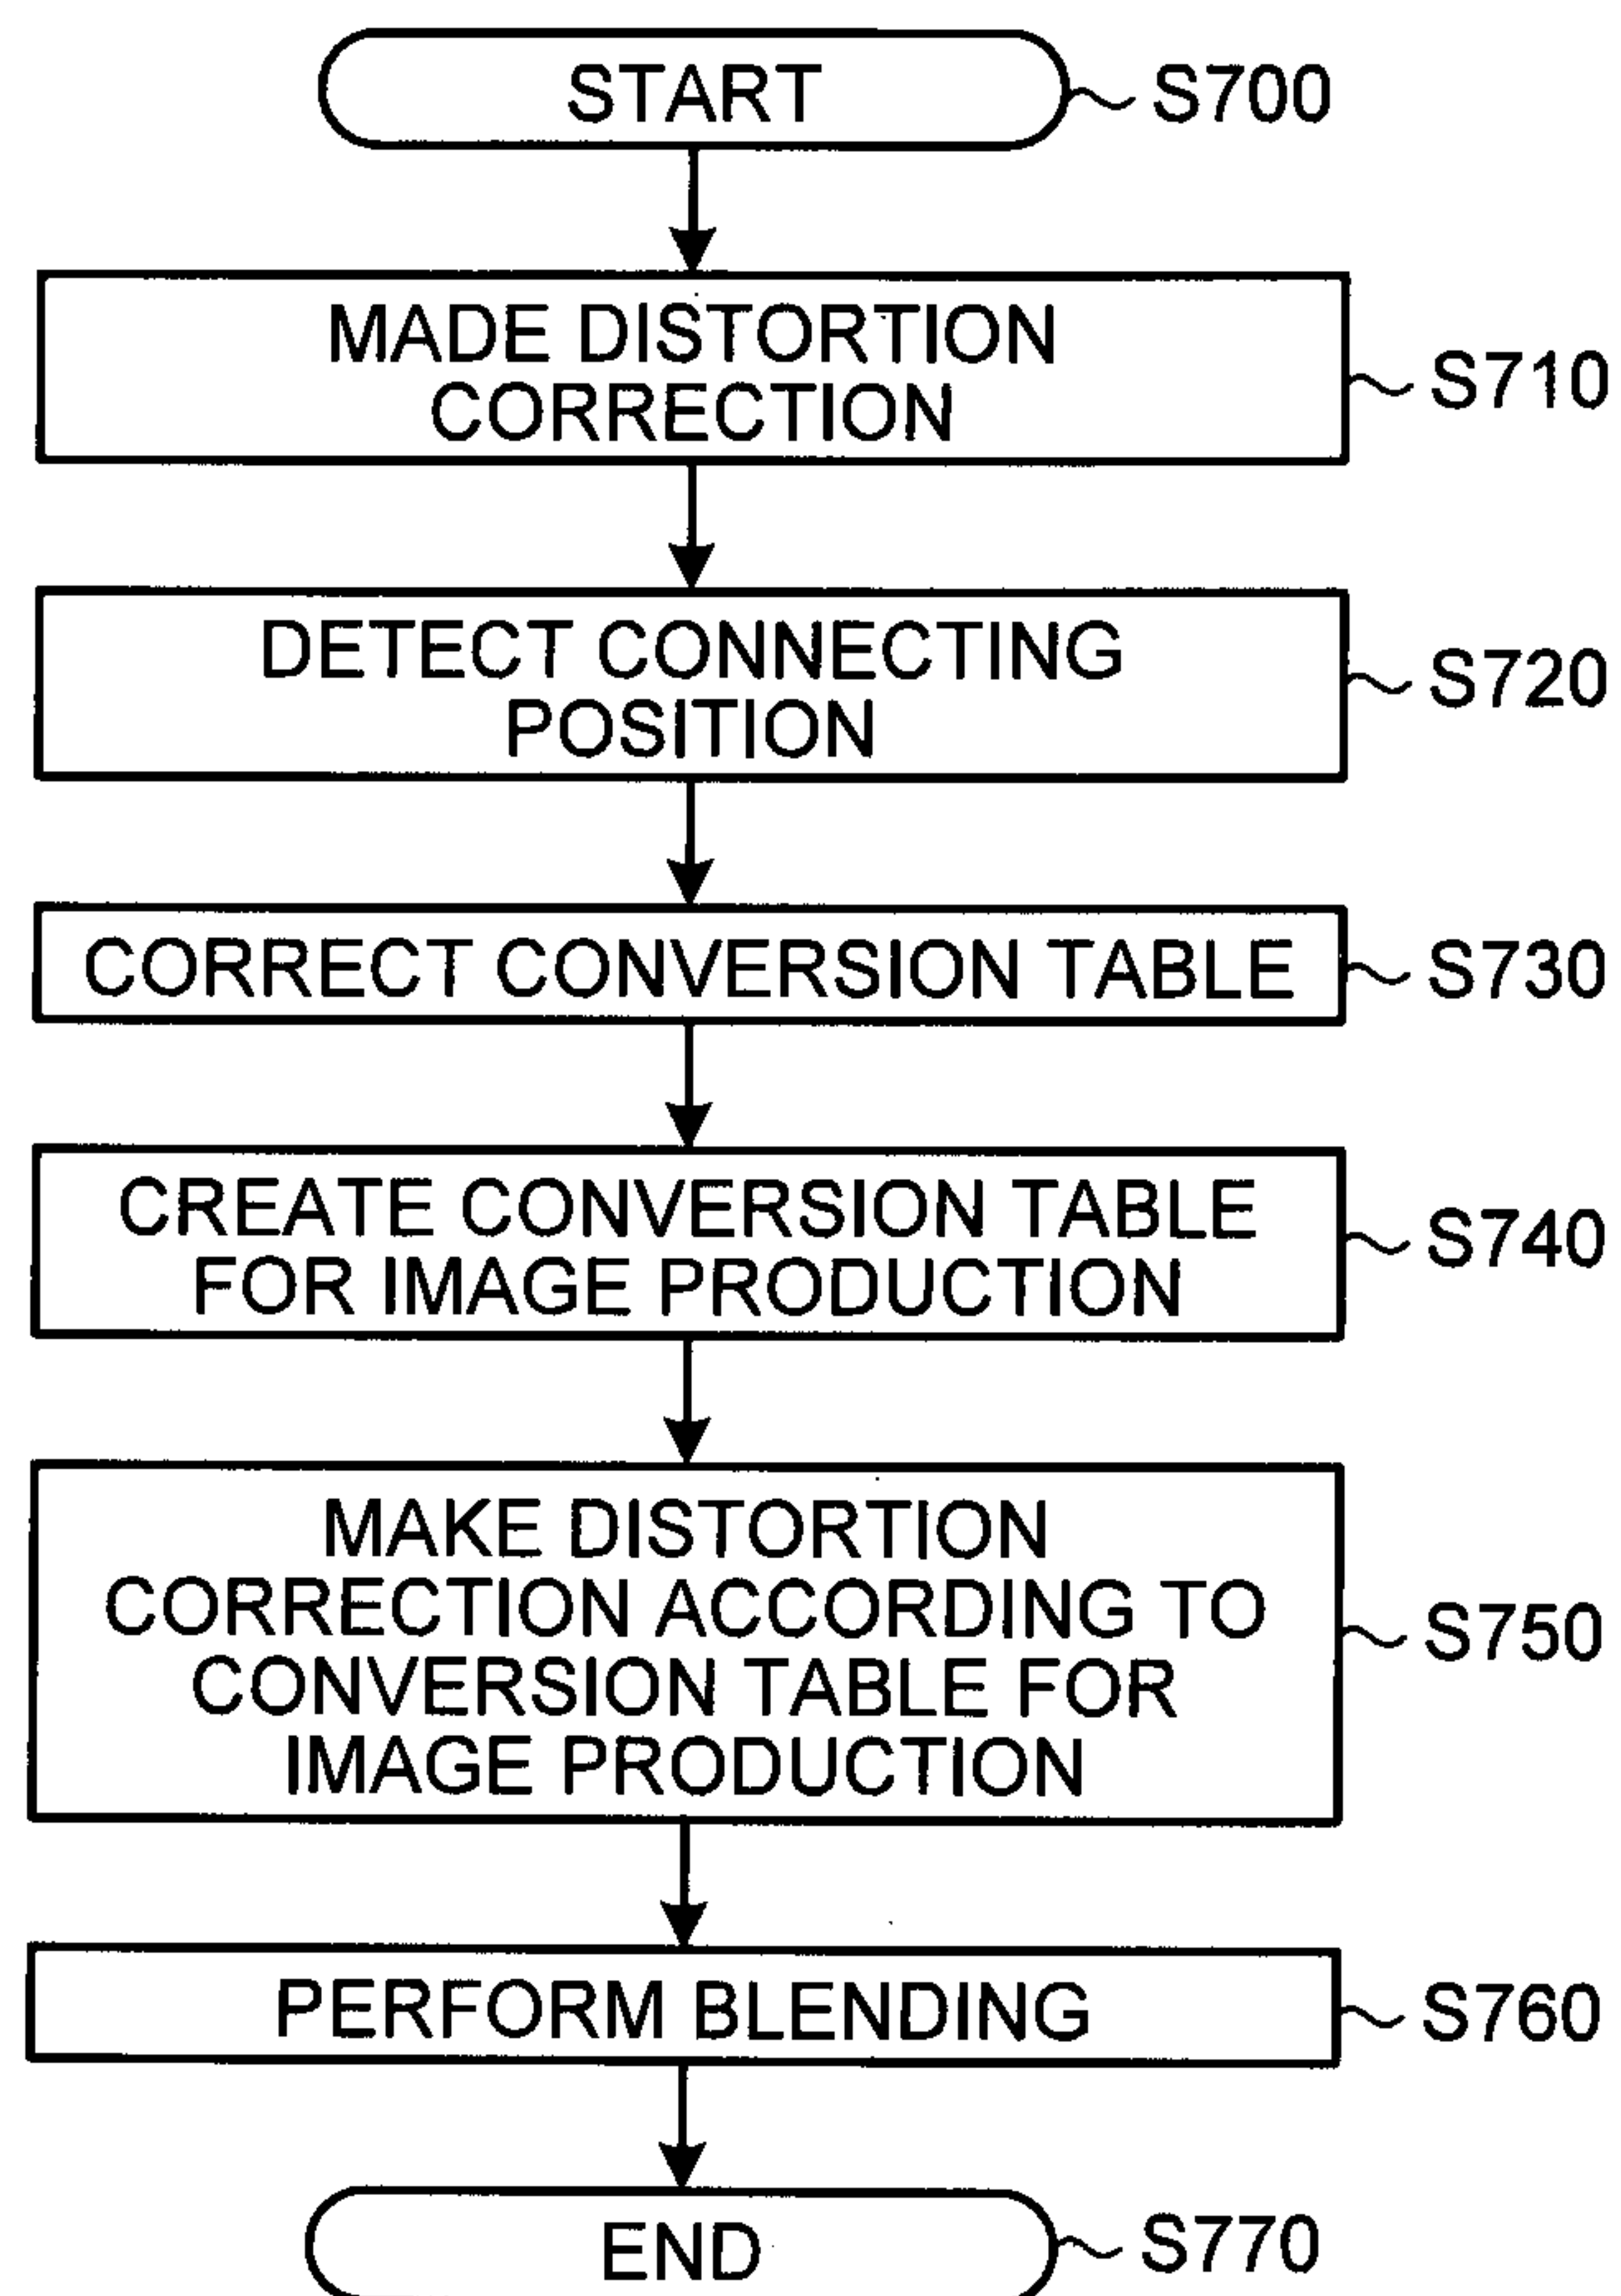 START
S700
MADE DISTORTION
CORRECTION
S710
DETECT CONNECTING
POSITION
S720
CORRECT CONVERSION TABLE
S730
CREATE CONVERSION TABLE
FOR IMAGE PRODUCTION
S740
MAKE DISTORTION
CORRECTION ACCORDING TO
CONVERSION TABLE FOR
IMAGE PRODUCTION
S750
PERFORM BLENDING
S760
END
S770